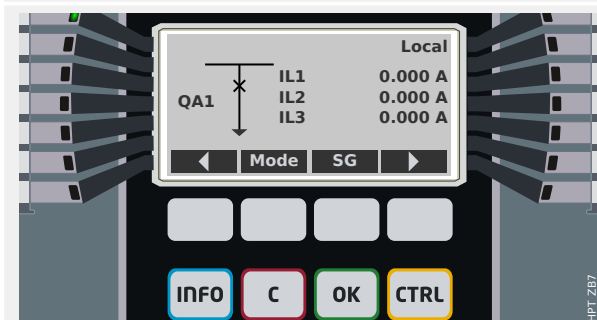 Local
IL1 0.000 A
QA1 IL2 0.000 A
IL3 0.000 A
Mode SG
INFO C OK CTRL
HPT ZB7